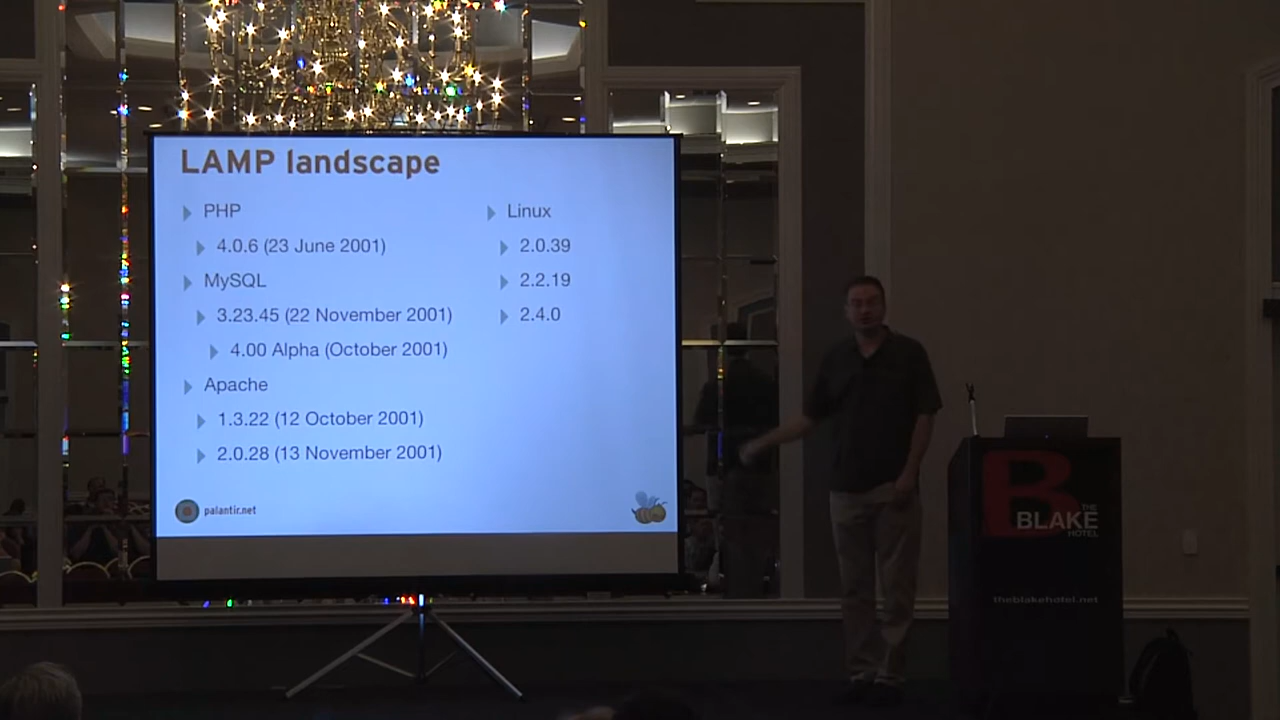 LAMP landscape
PHP
4.0.6 (23 June 2001)
MySQL
3.23.45 (22 November 2001)
4.00 Alpha (October 2001)
Apache
1.3.22 (12 October 2001)
2.0.28 (13 November 2001)
Linux
2.0.39
2.2.19
2.4.0
palantir.net
B
THE
BLAKE
HOTEL
theblakehotel.net